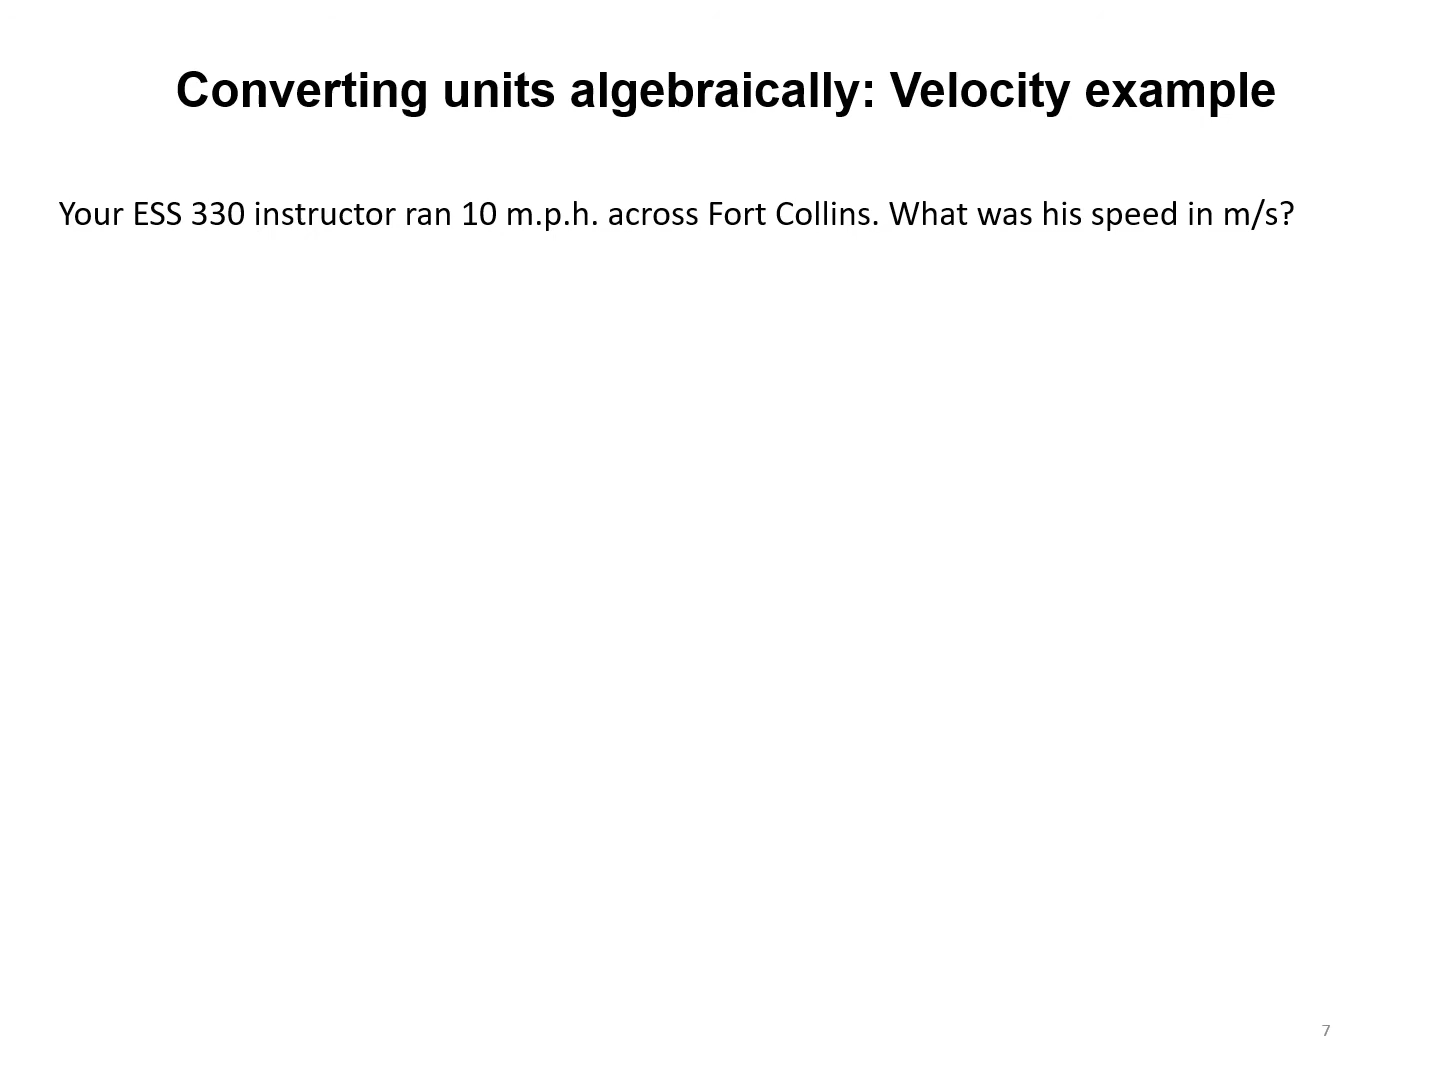 Converting units algebraically: Velocity example
Your ESS 330 instructor ran 10 m.p.h. across Fort Collins. What was his speed in m/s?
7